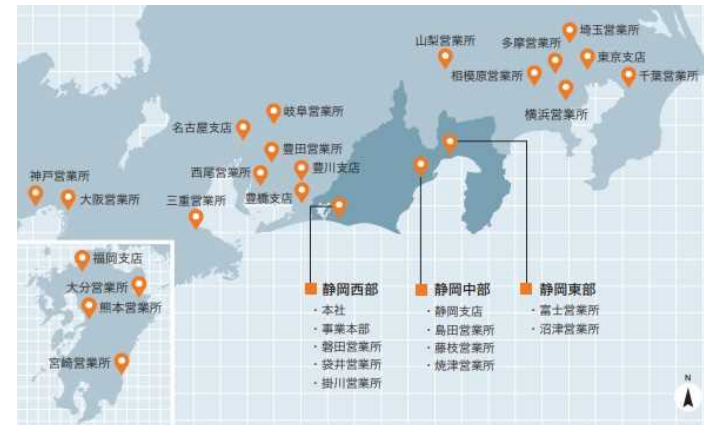 埼玉営業所
山梨営業所
多摩営業所
東京支店
相模原営業所
千葉営業所
横浜営業所
岐阜営業所
名古屋支店
豊田営業所
西尾営業所
豊川支店
神戸営業所
大阪営業所
三重営業所
豊橋支店
福岡支店
大分営業所
熊本営業所
宮崎営業所
静岡西部
・本社
・事業本部
・磐田営業所
・袋井営業所
・掛川営業所
静岡中部
・静岡支店
・島田営業所
・藤枝営業所
・焼津営業所
静岡東部
・富士営業所
・沼津営業所
N